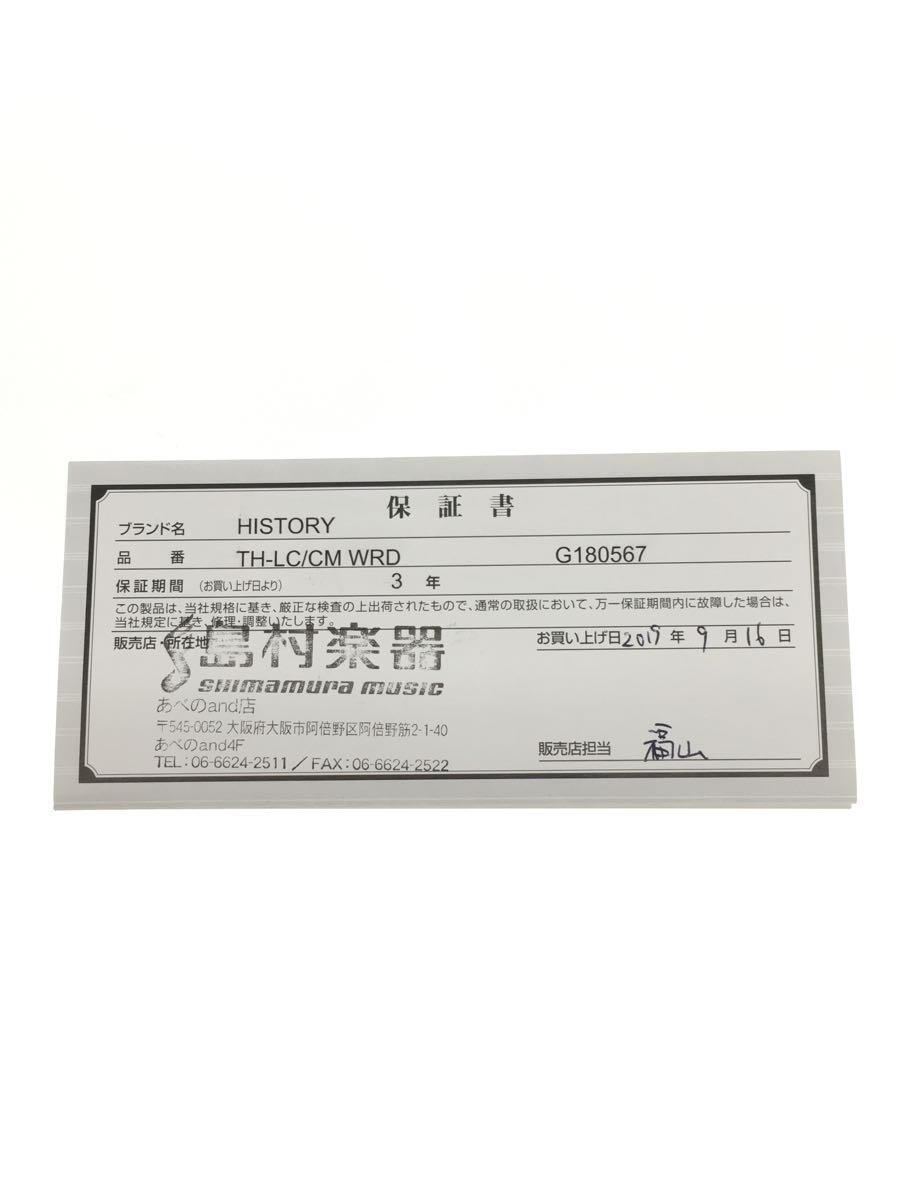 保証書
ブランド名 HISTORY
品番 TH-LC/CM WRD G180567
保証期間 (お買い上げ日より) 3 年
この製品は、当社規格に基き、厳正な検査の上出荷されたもので、通常の取扱において、万一保証期間内に故障した場合は、
当社規定に基き、修理・調整いたします。
販売店・所在地 お買い上げ日 2019年 9月 16日
島村楽器
SHIMAMURA MUSIC
あべのand店
〒545-0052 大阪府大阪市阿倍野区阿倍野筋2-1-40
あべのand4F
TEL:06-6624-2511/FAX:06-6624-2522
販売店担当 福山